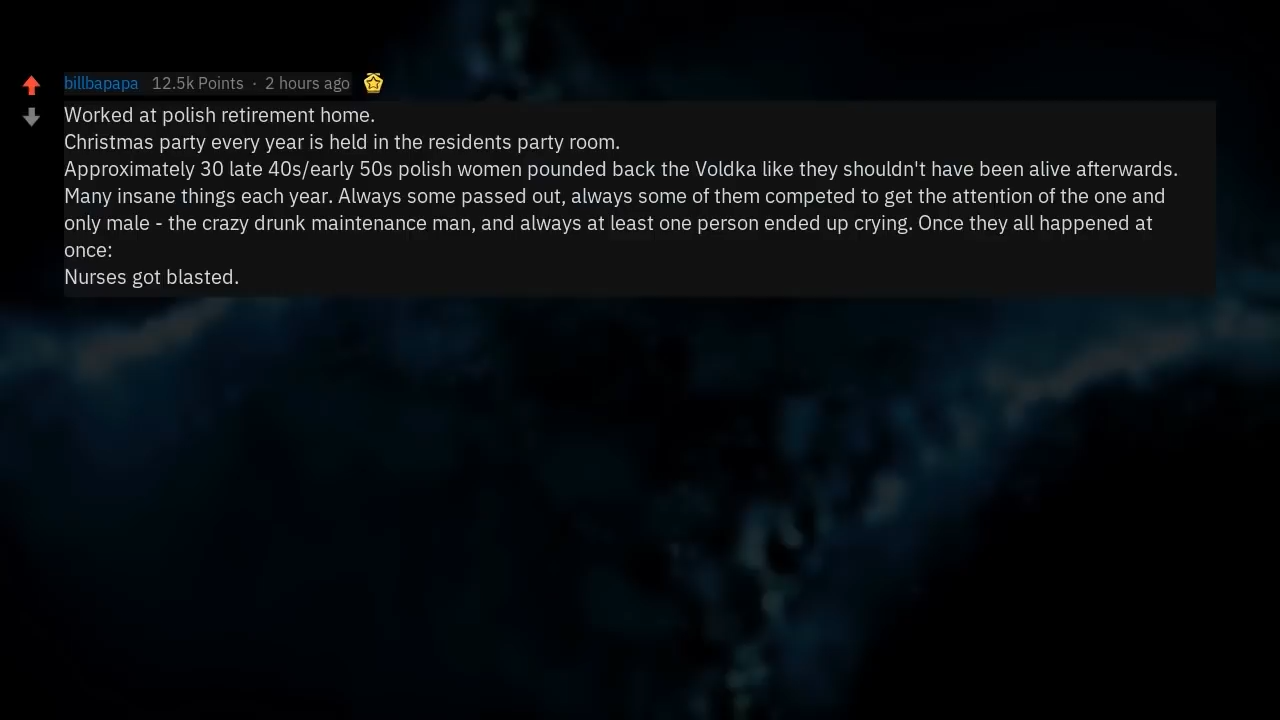 billbapapa 12.5k Points · 2 hours ago
Worked at polish retirement home.
Christmas party every year is held in the residents party room.
Approximately 30 late 40s/early 50s polish women pounded back the Voldka like they shouldn't have been alive afterwards.
Many insane things each year. Always some passed out, always some of them competed to get the attention of the one and
only male - the crazy drunk maintenance man, and always at least one person ended up crying. Once they all happened at
once:
Nurses got blasted.